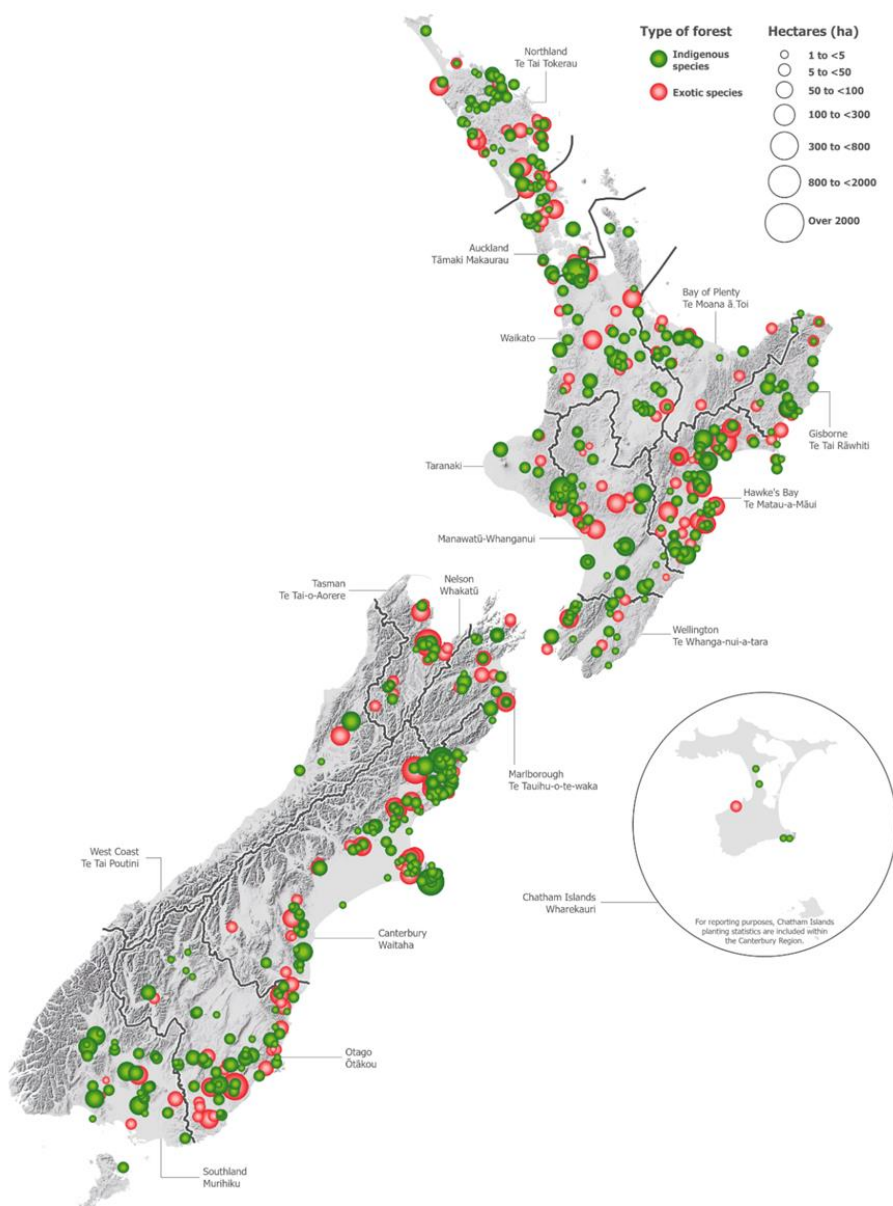 Type of forest
Indigenous
species
Exotic species
Hectares (ha)
1 to <5
5 to <50
50 to <100
100 to <300
300 to <800
800 to <2000
Over 2000
Northland
Te Tai Tokerau
Auckland
Tāmaki Makaurau
Bay of Plenty
Te Moana ā Toi
Waikato
Gisborne
Te Tai Rāwhiti
Taranaki
Hawke's Bay
Te Matau-a-Māui
Manawatū-Whanganui
Tasman
Te Tai-o-Aorere
Nelson
Whakatū
Wellington
Te Whanga-nui-a-tara
Marlborough
Te Tauihu-o-te-waka
West Coast
Te Tai Poutini
Chatham Islands
Wharekauri
For reporting purposes, Chatham Islands
planting statistics are included within
the Canterbury Region.
Canterbury
Waitaha
Otago
Ōtākou
Southland
Murihiku